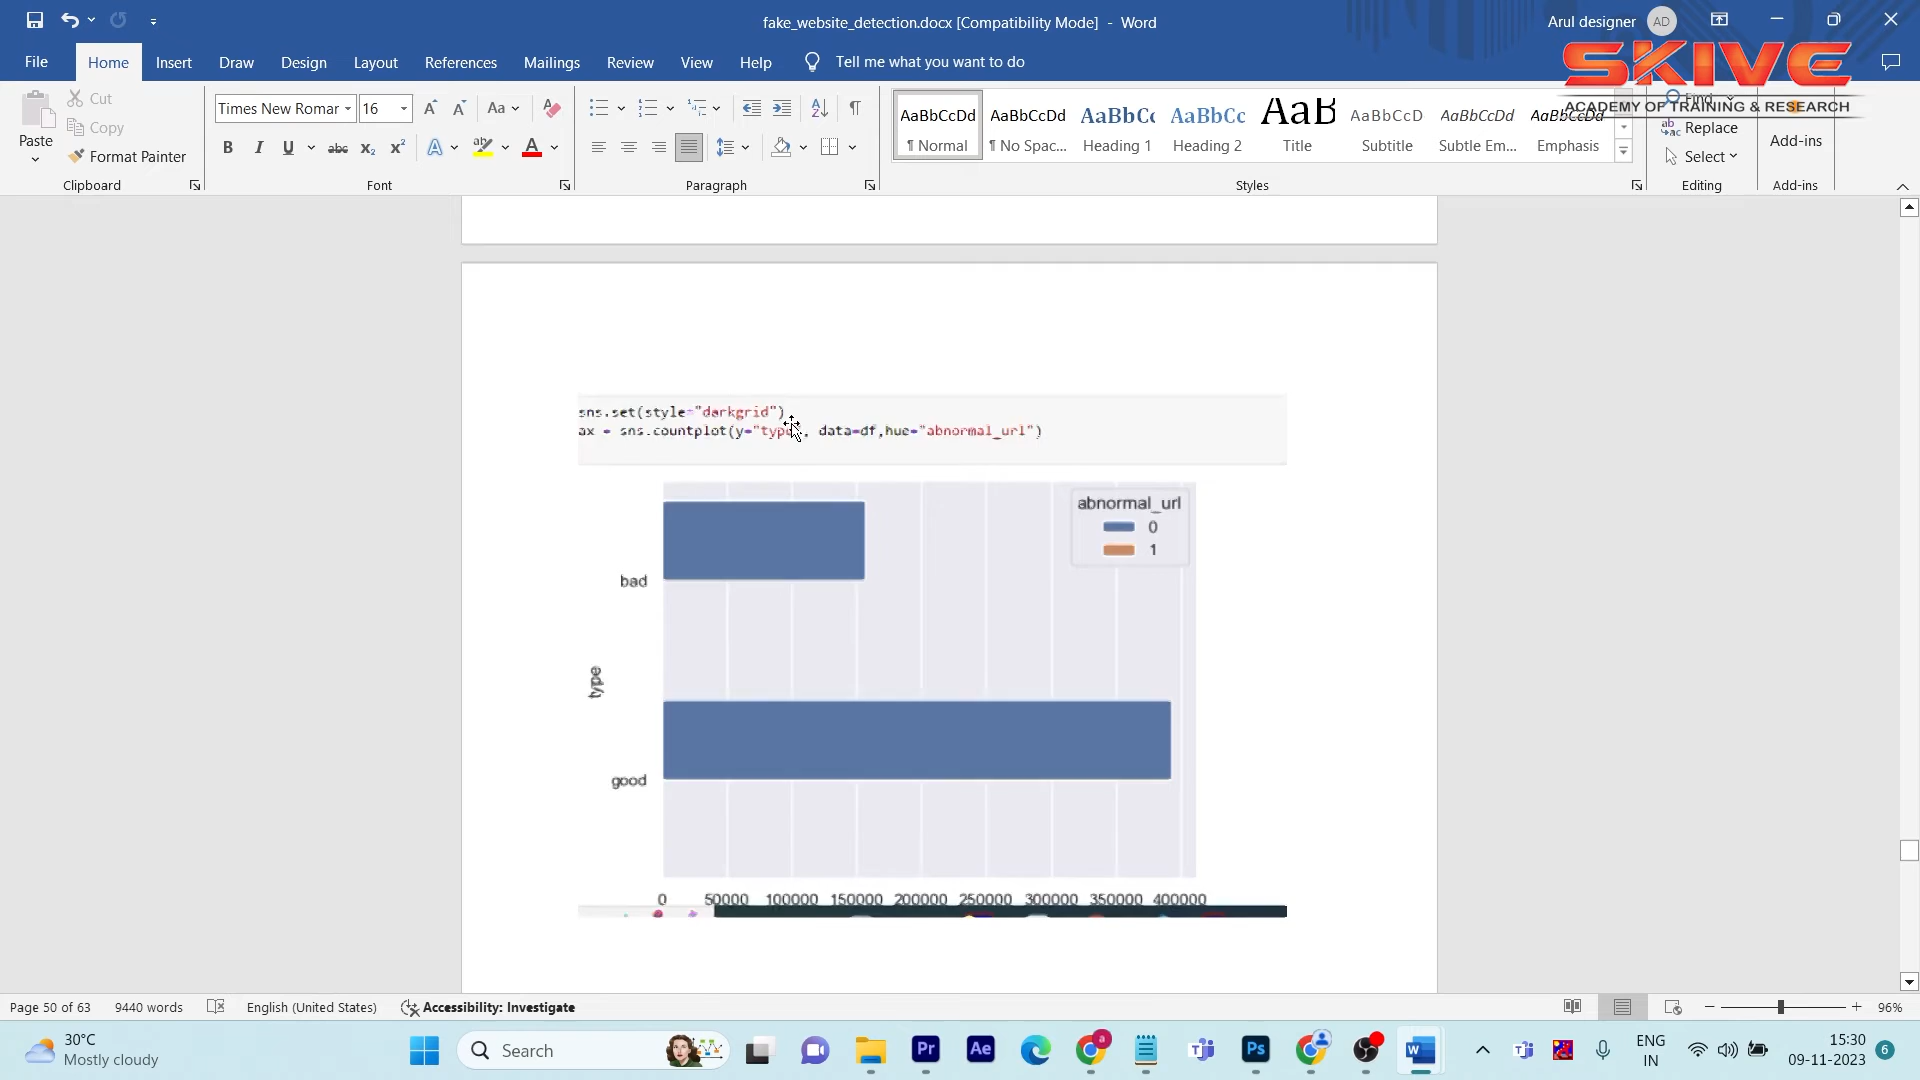 fake_website_detection.docx [Compatibility Mode] - Word
Arul designer AD
File Home Insert Draw Design Layout References Mailings Review View Help Tell me what you want to do
SKIVE
ACADEMY OF TRAINING & RESEARCH
Paste
Cut
Copy
Format Painter
Clipboard
Times New Romar 16
Font
Paragraph
AaBbCcDd AaBbCcDd AaBbCc AaBbCc AaB AaBbCcD AaBbCcDd AaBbCcDd
¶ Normal ¶ No Spac... Heading 1 Heading 2 Title Subtitle Subtle Em... Emphasis
Styles
Find
Replace
Select
Editing
Add-ins
Add-ins
sns.set(style="darkgrid")
ax = sns.countplot(y="type", data=df,hue="abnormal_url")
abnormal_url
0
1
bad
type
good
0 50000 100000 150000 200000 250000 300000 350000 400000
Page 50 of 63 9440 words English (United States) Accessibility: Investigate 96%
30°C
Mostly cloudy
Search
Pr Ae Ps W
ENG
IN
15:30
09-11-2023
6